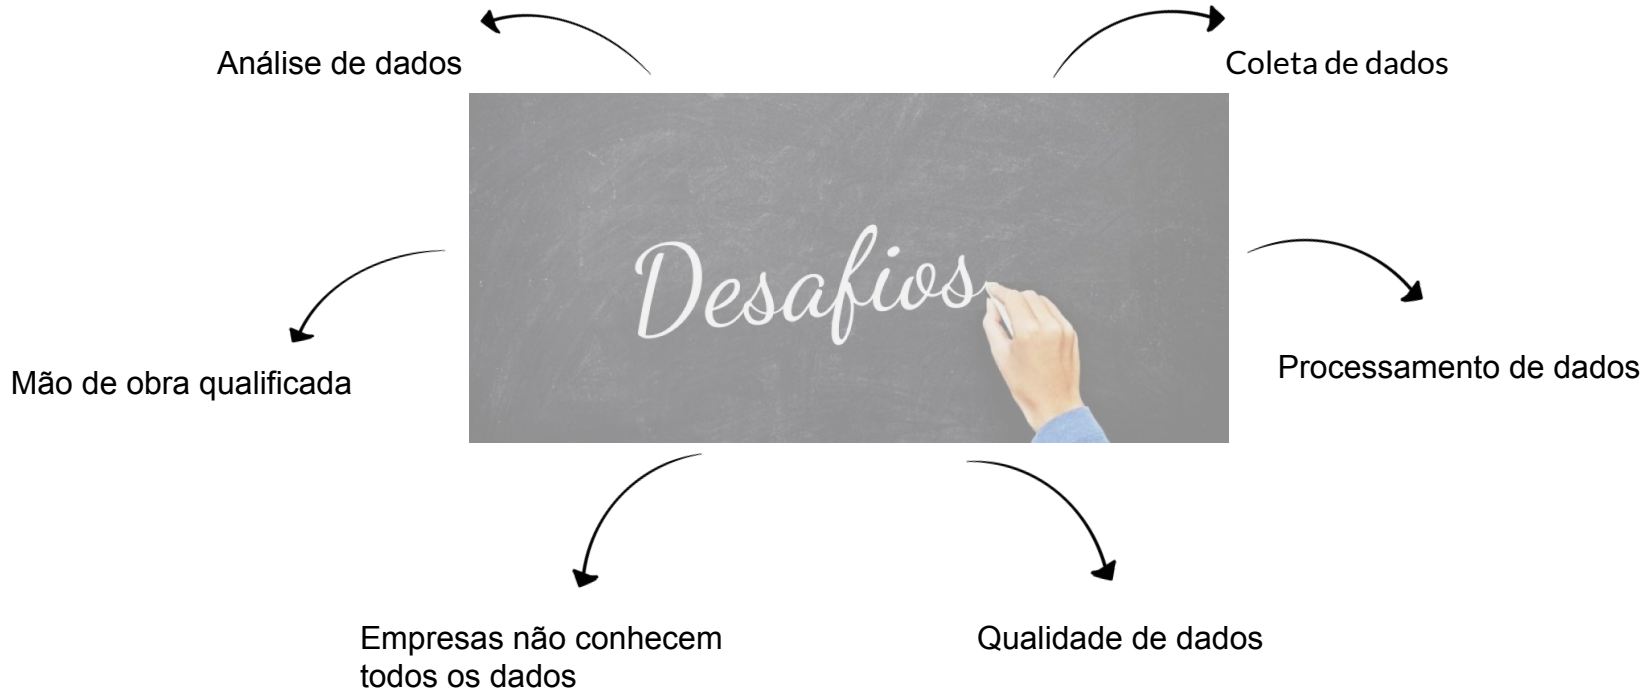 Análise de dados
Coleta de dados
Desafios
Mão de obra qualificada
Processamento de dados
Empresas não conhecem
todos os dados
Qualidade de dados